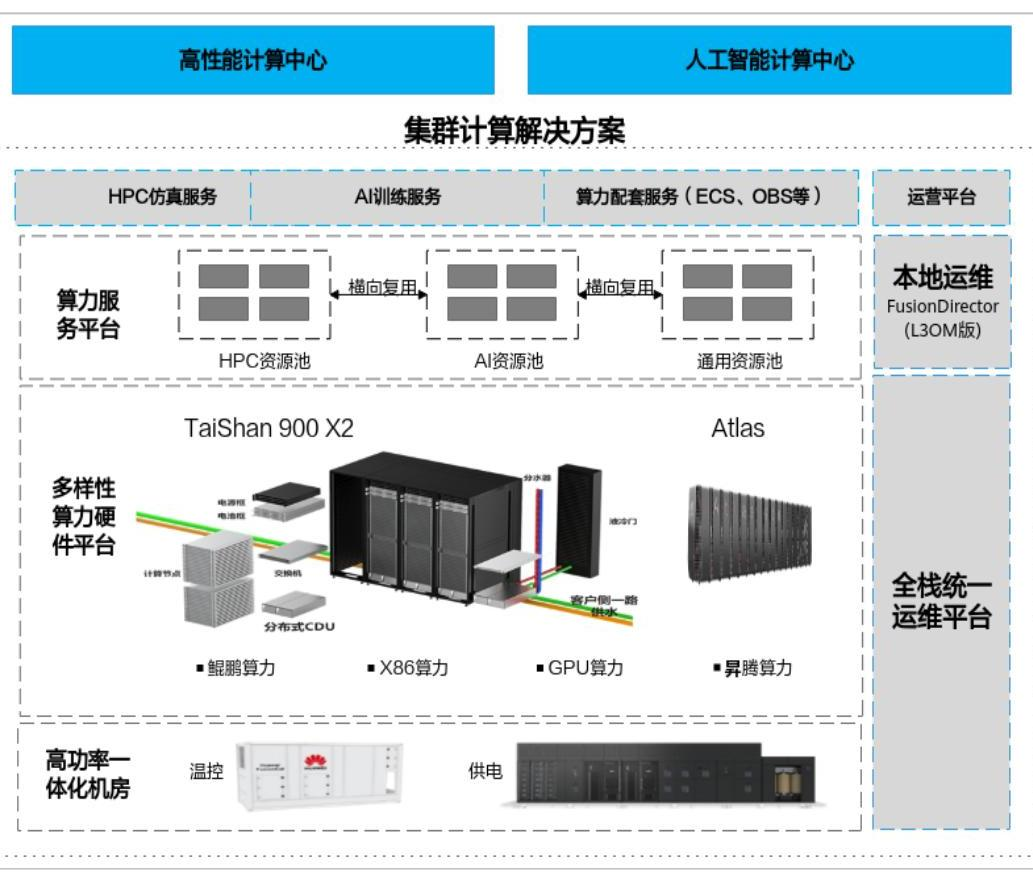 高性能计算中心
人工智能计算中心
集群计算解决方案
HPC仿真服务
AI训练服务
算力配套服务（ECS、OBS等）
运营平台
算力服
务平台
横向复用
横向复用
HPC资源池
AI资源池
通用资源池
本地运维
FusionDirector
(L3OM版)
多样性
算力硬
件平台
TaiShan 900 X2
Atlas
电源框
电池框
计算节点
交换机
分布式CDU
分水器
液冷门
客户侧一路
供水
▪鲲鹏算力
▪X86算力
▪GPU算力
▪昇腾算力
全栈统一
运维平台
高功率一
体化机房
温控
供电